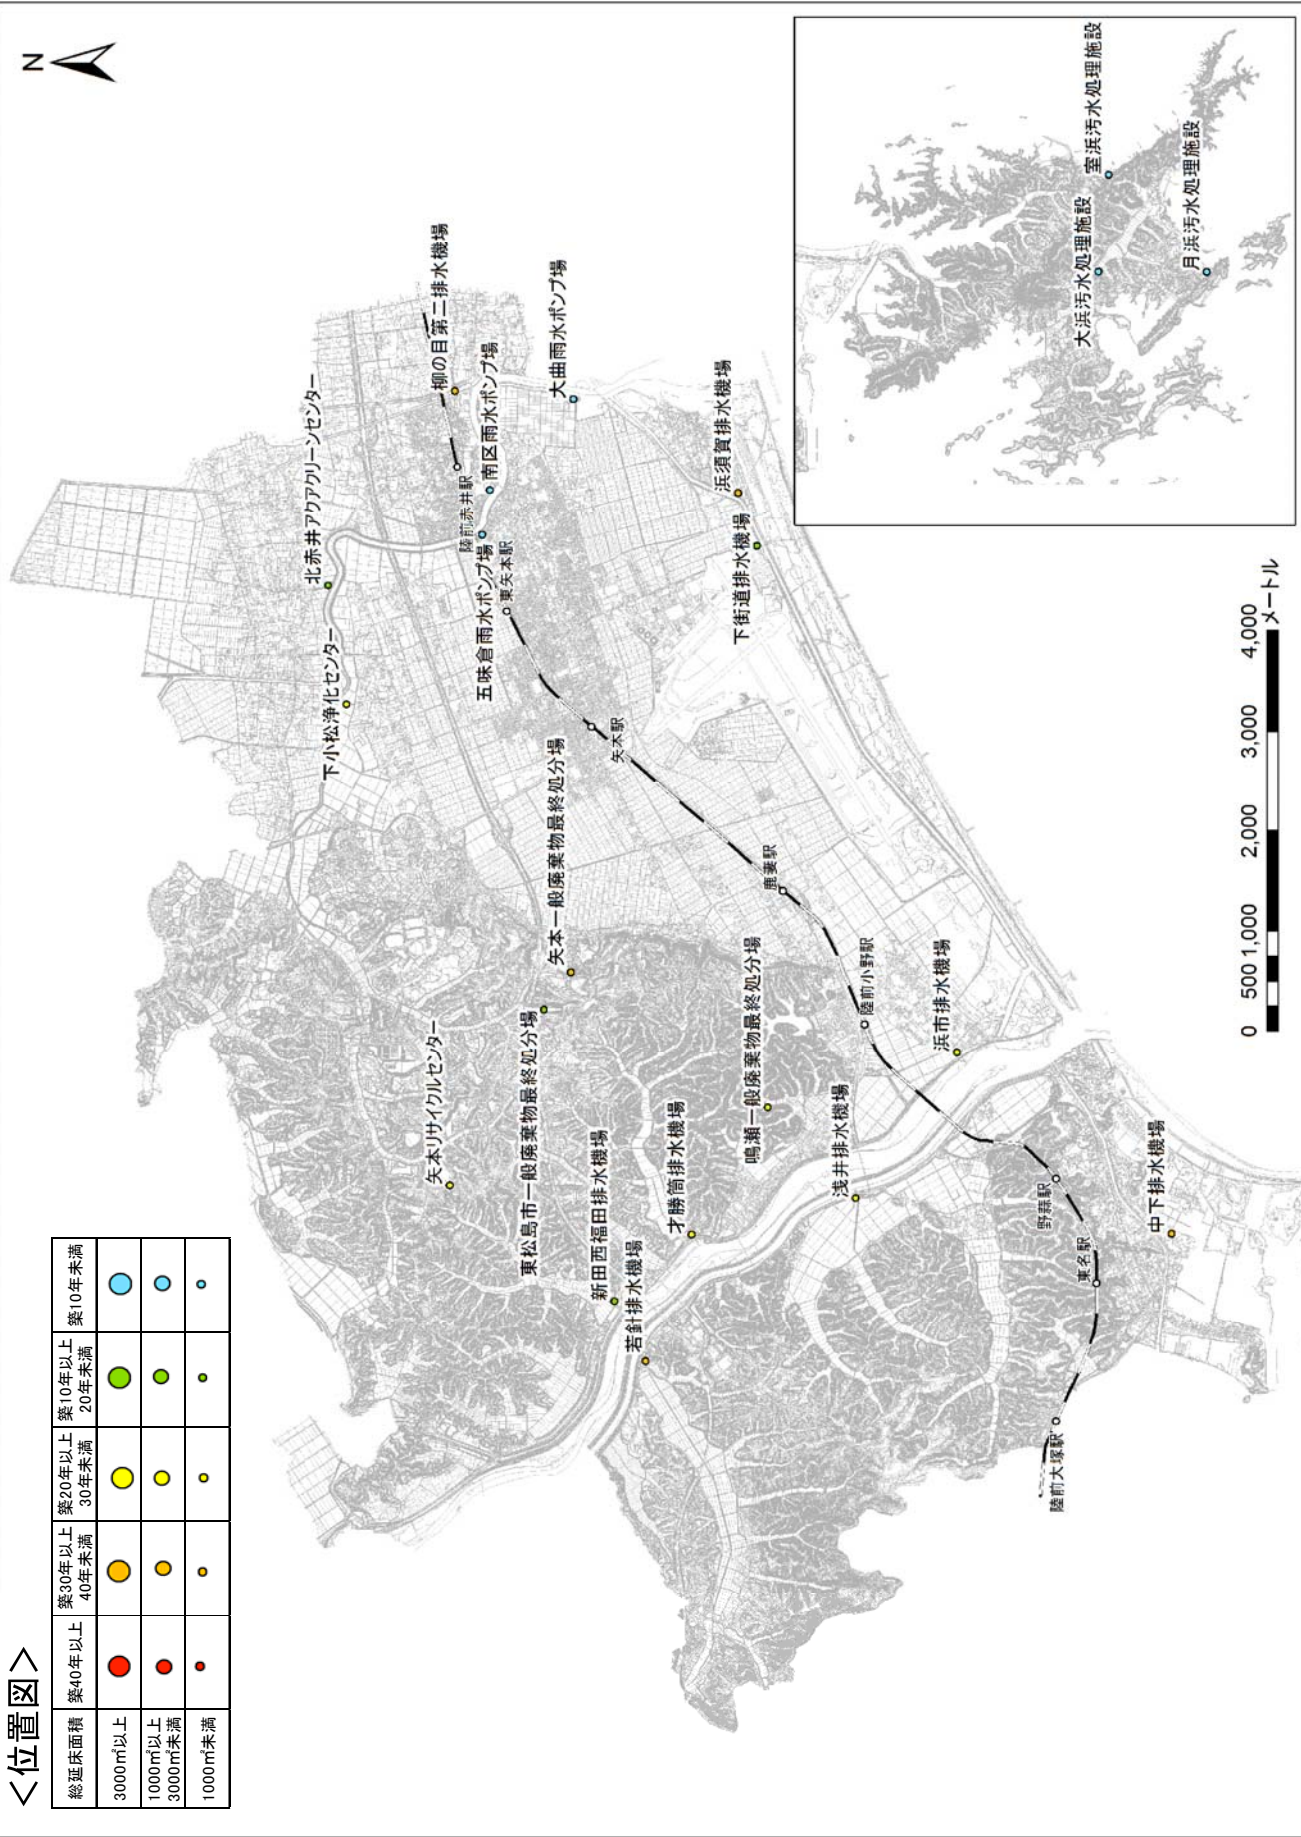 ＜位置図＞
総延床面積
築40年以上
築30年以上
40年未満
築20年以上
30年未満
築10年以上
20年未満
築10年未満
3000㎡以上
1000㎡以上
3000㎡未満
1000㎡未満
N
北赤井アクアクリーンセンター
下小松浄化センター
柳の目第二排水機場
陸前赤井駅
南区雨水ポンプ場
五味倉雨水ポンプ場
東矢本駅
大曲雨水ポンプ場
浜須賀排水機場
下街道排水機場
矢本駅
矢本一般廃棄物最終処分場
矢本リサイクルセンター
東松島市一般廃棄物最終処分場
新田西福田排水機場
若針排水機場
才勝筒排水機場
鳴瀬一般廃棄物最終処分場
鹿妻駅
陸前小野駅
浅井排水機場
浜市排水機場
野蒜駅
東名駅
中下排水機場
陸前大塚駅
室浜汚水処理施設
大浜汚水処理施設
月浜汚水処理施設
0 500 1,000 2,000 3,000 4,000
メートル